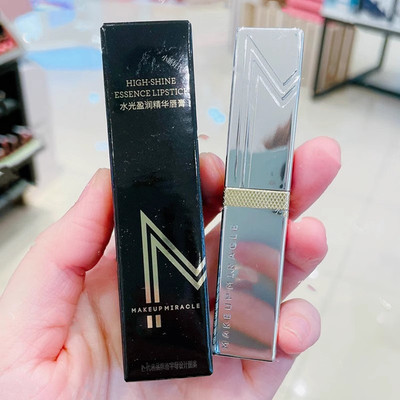 HIGH-SHINE
ESSENCE LIPSTICK
水光盈润精华唇膏
MAKEUP MIRACLE
MAKEUP MIRACLE